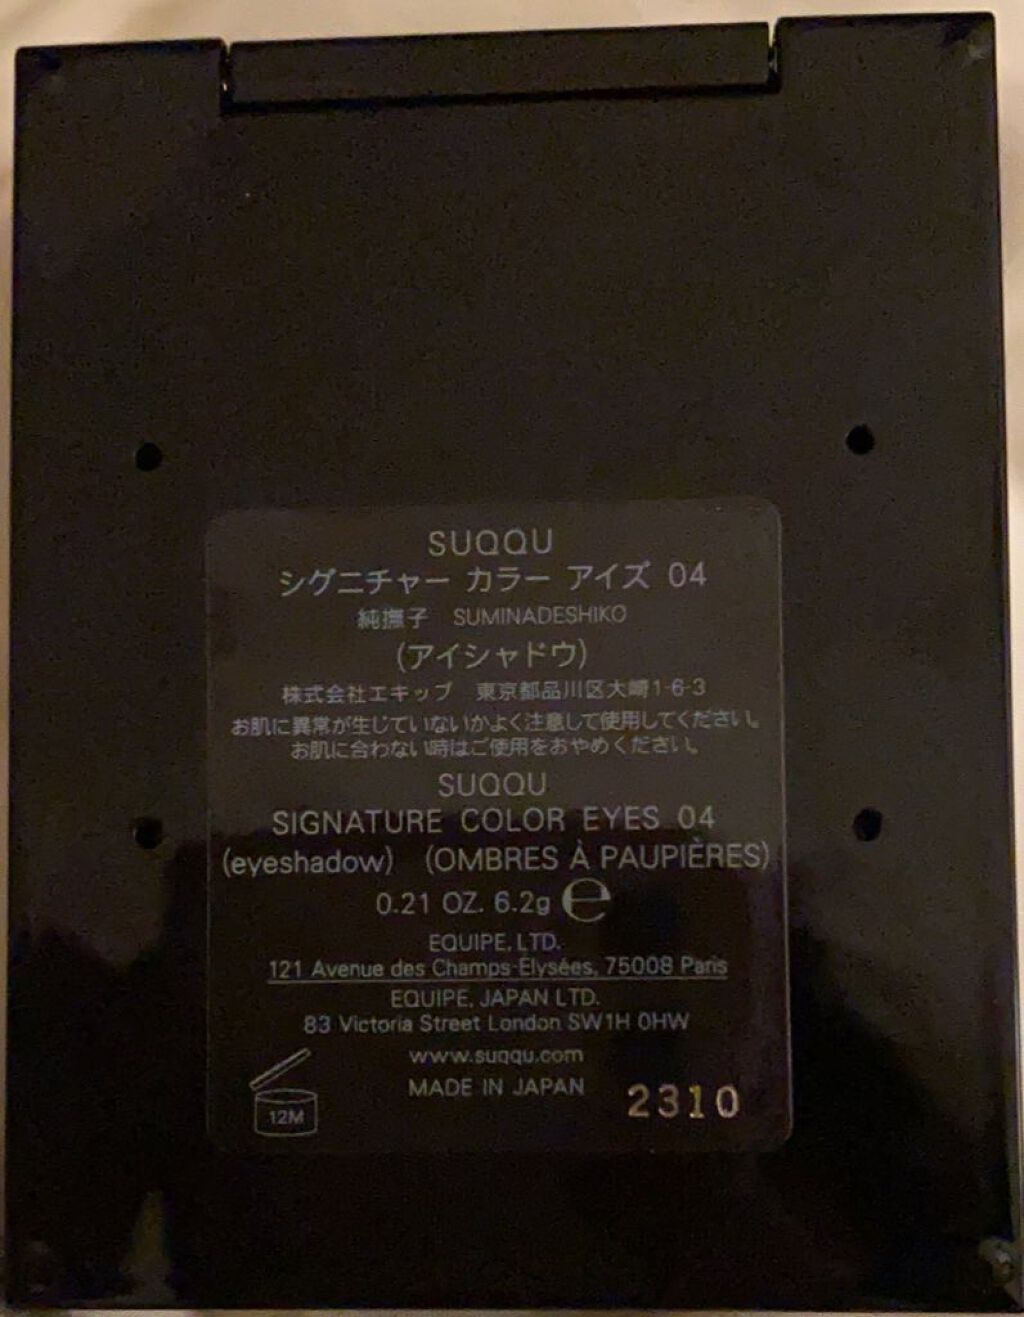 SUQQU
シグニチャー カラー アイズ 04
純撫子 SUMINADESHIKO
(アイシャドウ)
株式会社エキップ 東京都品川区大崎1-6-3
お肌に異常が生じていないかよく注意して使用してください。
お肌に合わない時はご使用をおやめください。
SUQQU
SIGNATURE COLOR EYES 04
(eyeshadow) (OMBRES À PAUPIÈRES)
0.21 OZ. 6.2g ℮
EQUIPE, LTD.
121 Avenue des Champs-Elysées, 75008 Paris
EQUIPE, JAPAN LTD.
83 Victoria Street London SW1H 0HW
www.suqqu.com
MADE IN JAPAN
12M
2310